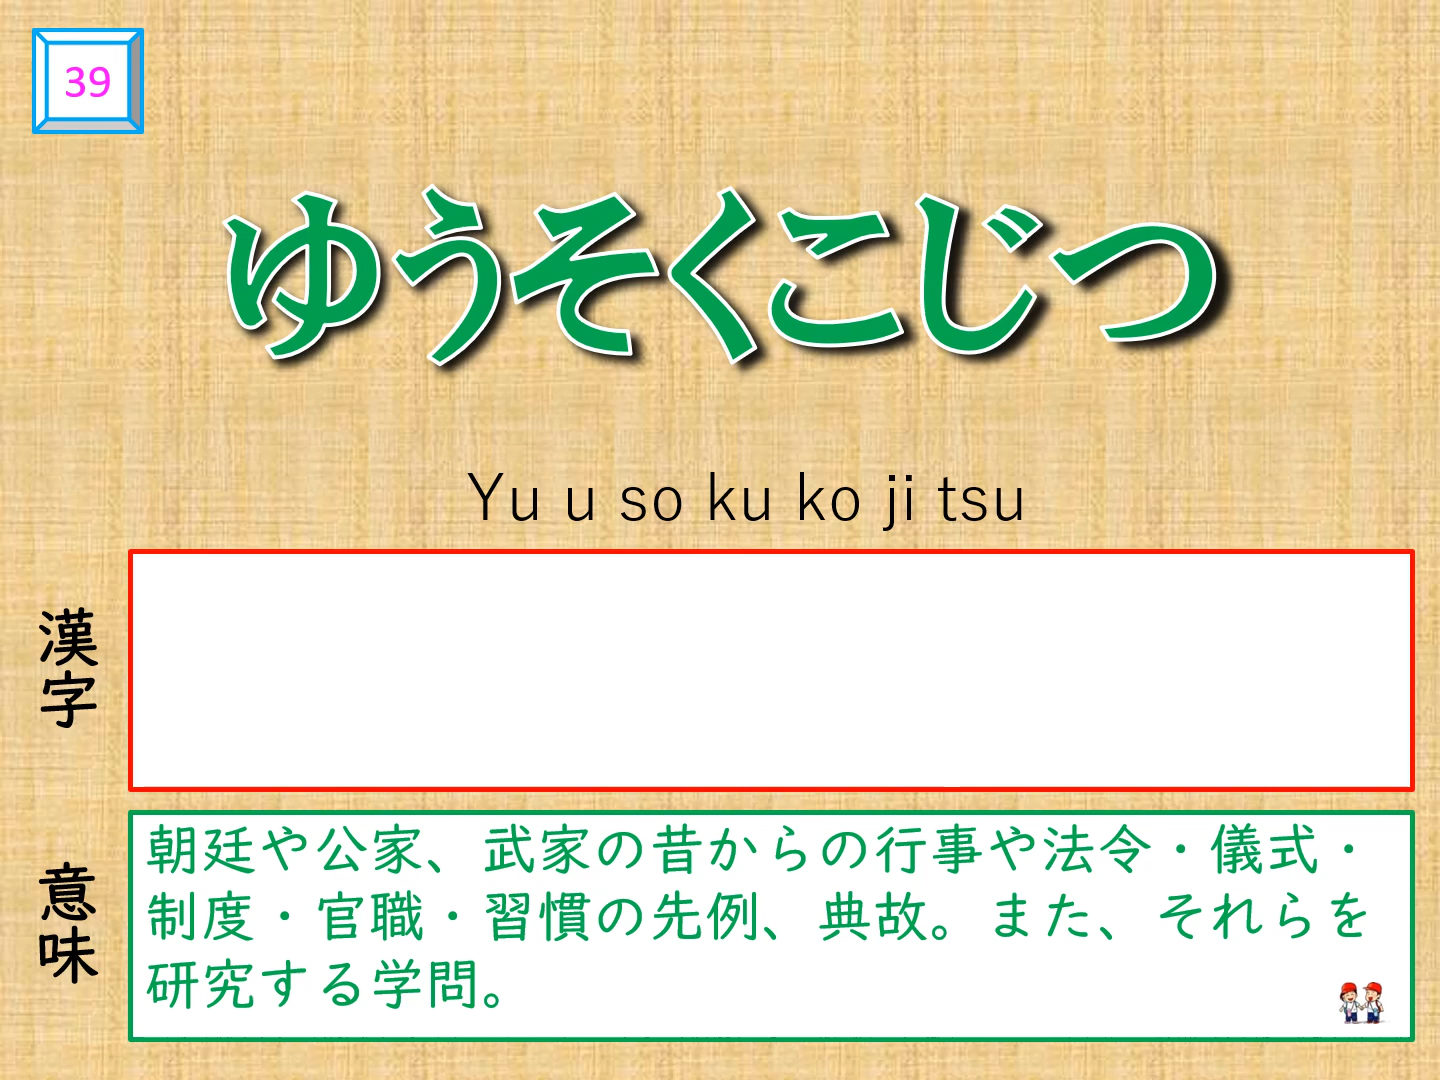 39
ゆうそくこじつ
Yu u so ku ko ji tsu
漢字
意味
朝廷や公家、武家の昔からの行事や法令・儀式・
制度・官職・習慣の先例、典故。また、それらを
研究する学問。